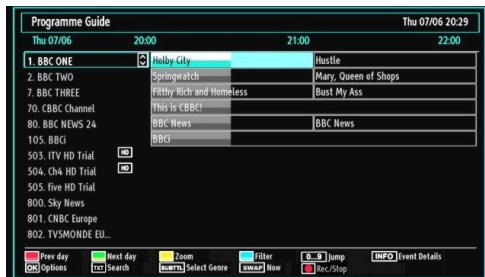 Programme Guide Thu 07/06 20:29
Thu 07/06 20:00 21:00 22:00
1. BBC ONE Holby City Hustle
2. BBC TWO Springwatch Mary, Queen of Shops
7. BBC THREE Filthy Rich and Homeless Bust My Ass
70. CBBC Channel This is CBBC!
80. BBC NEWS 24 BBC News BBC News
105. BBCi BBCi
503. ITV HD Trial HD
504. Ch4 HD Trial HD
505. five HD Trial
800. Sky News
801. CNBC Europe
802. TV5MONDE EU...
Prev day Next day Zoom Filter 0...9 Jump INFO Event Details
OK Options TXT Search SUBTTL Select Genre SWAP Now Rec./Stop